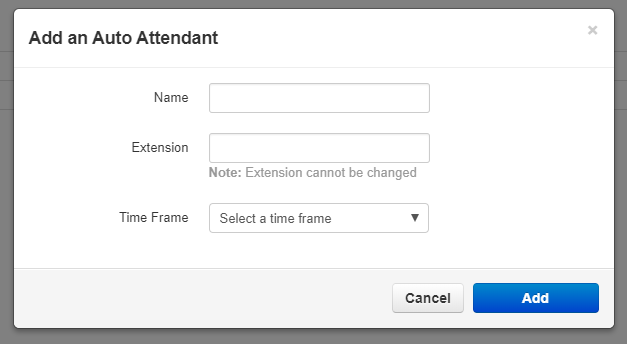 Add an Auto Attendant
×
Name
Extension
Note: Extension cannot be changed
Time Frame Select a time frame
Cancel Add